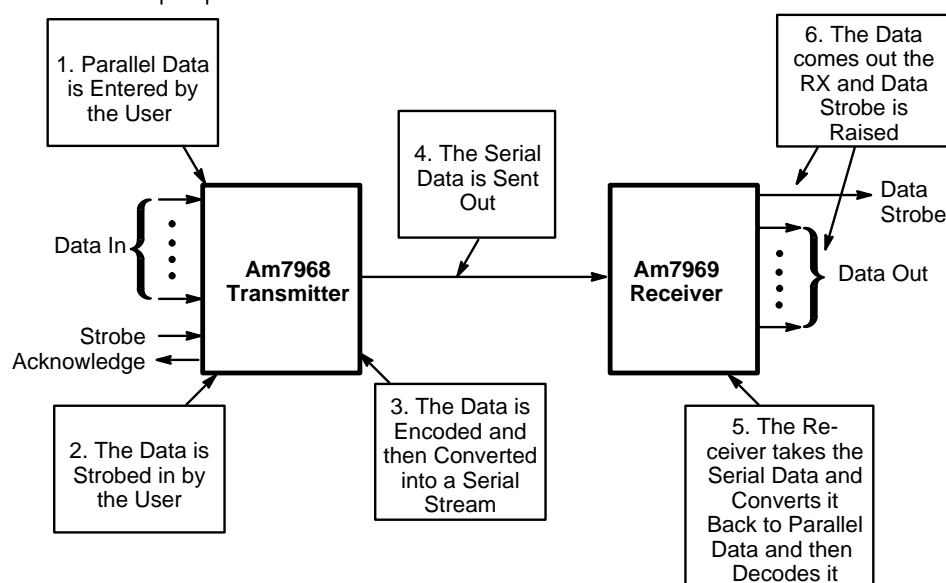 1. Parallel Data
is Entered by
the User
6. The Data
comes out the
RX and Data
Strobe is
Raised
4. The Serial
Data is Sent
Out
Data In
Am7968
Transmitter
Am7969
Receiver
Data
Strobe
Data Out
Strobe
Acknowledge
2. The Data is
Strobed in by
the User
3. The Data is
Encoded and
then Converted
into a Serial
Stream
5. The Re-
ceiver takes the
Serial Data and
Converts it
Back to Parallel
Data and then
Decodes it